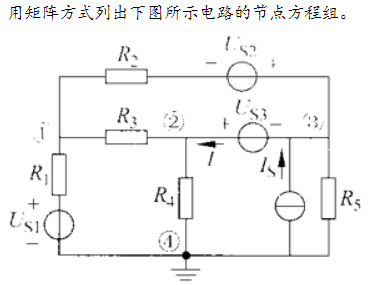 用矩阵方式列出下图所示电路的节点方程组。
R2 − US2 +
① R3 ② + US3 − ③
I
R1 R4 IS R5
+ US1 −
④